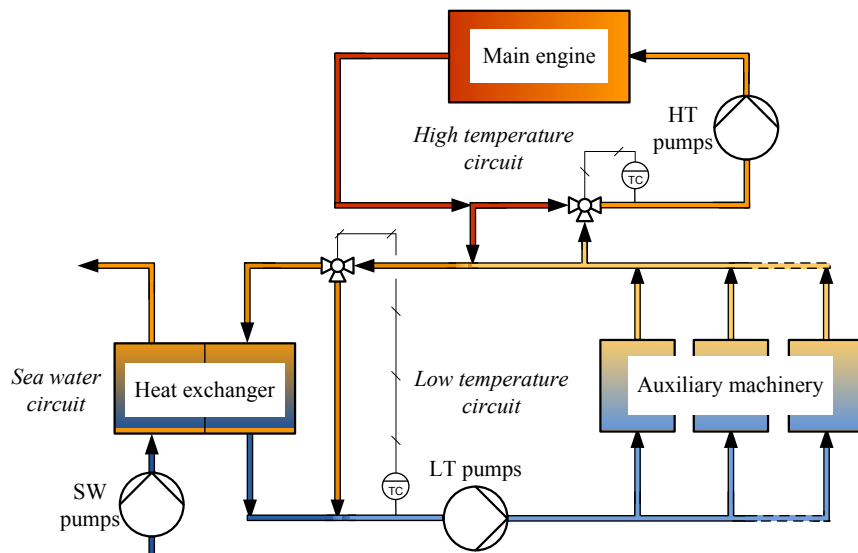 Main engine
HT
pumps
High temperature
circuit
TC
Sea water
circuit
Heat exchanger
Low temperature
circuit
Auxiliary machinery
LT pumps
TC
SW
pumps